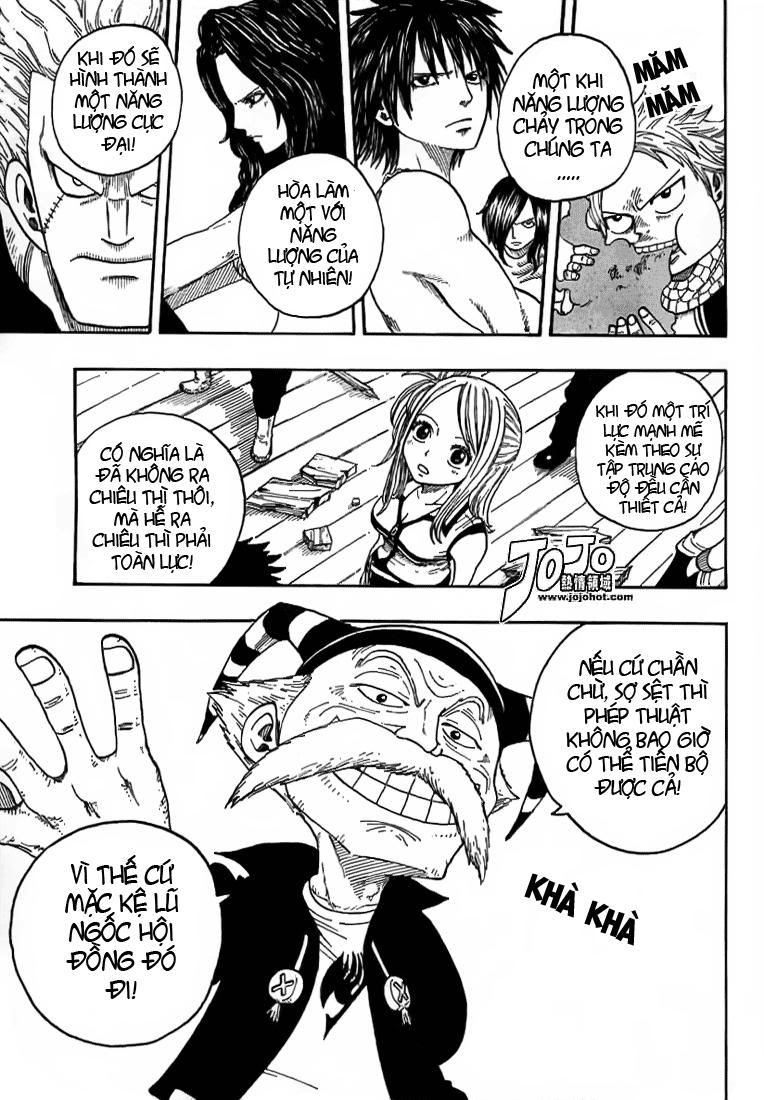 MĂM
MĂM
MỘT KHI
NĂNG LƯỢNG
CHẢY TRONG
CHÚNG TA
.....
HÒA LÀM
MỘT VỚI
NĂNG
LƯỢNG CỦA
TỰ NHIÊN!
KHI ĐÓ SẼ
HÌNH THÀNH
MỘT NĂNG
LƯỢNG CỰC
ĐẠI!
KHI ĐÓ MỘT TRÍ
LỰC MẠNH MẼ
KÈM THEO SỰ
TẬP TRUNG CAO
ĐỘ ĐỀU CẦN
THIẾT CẢ!
CÓ NGHĨA LÀ
ĐÃ KHÔNG RA
CHIÊU THÌ THÔI,
MÀ HỄ RA
CHIÊU THÌ PHẢI
TOÀN LỰC!
JOJO
熱情領域
www.jojohot.com
NẾU CỨ CHẦN
CHỪ, SỢ SỆT THÌ
PHÉP THUẬT
KHÔNG BAO GIỜ
CÓ THỂ TIẾN BỘ
ĐƯỢC CẢ!
KHÀ KHÀ
VÌ THẾ CỨ
MẶC KỆ LŨ
NGỐC HỘI
ĐỒNG ĐÓ
ĐI!